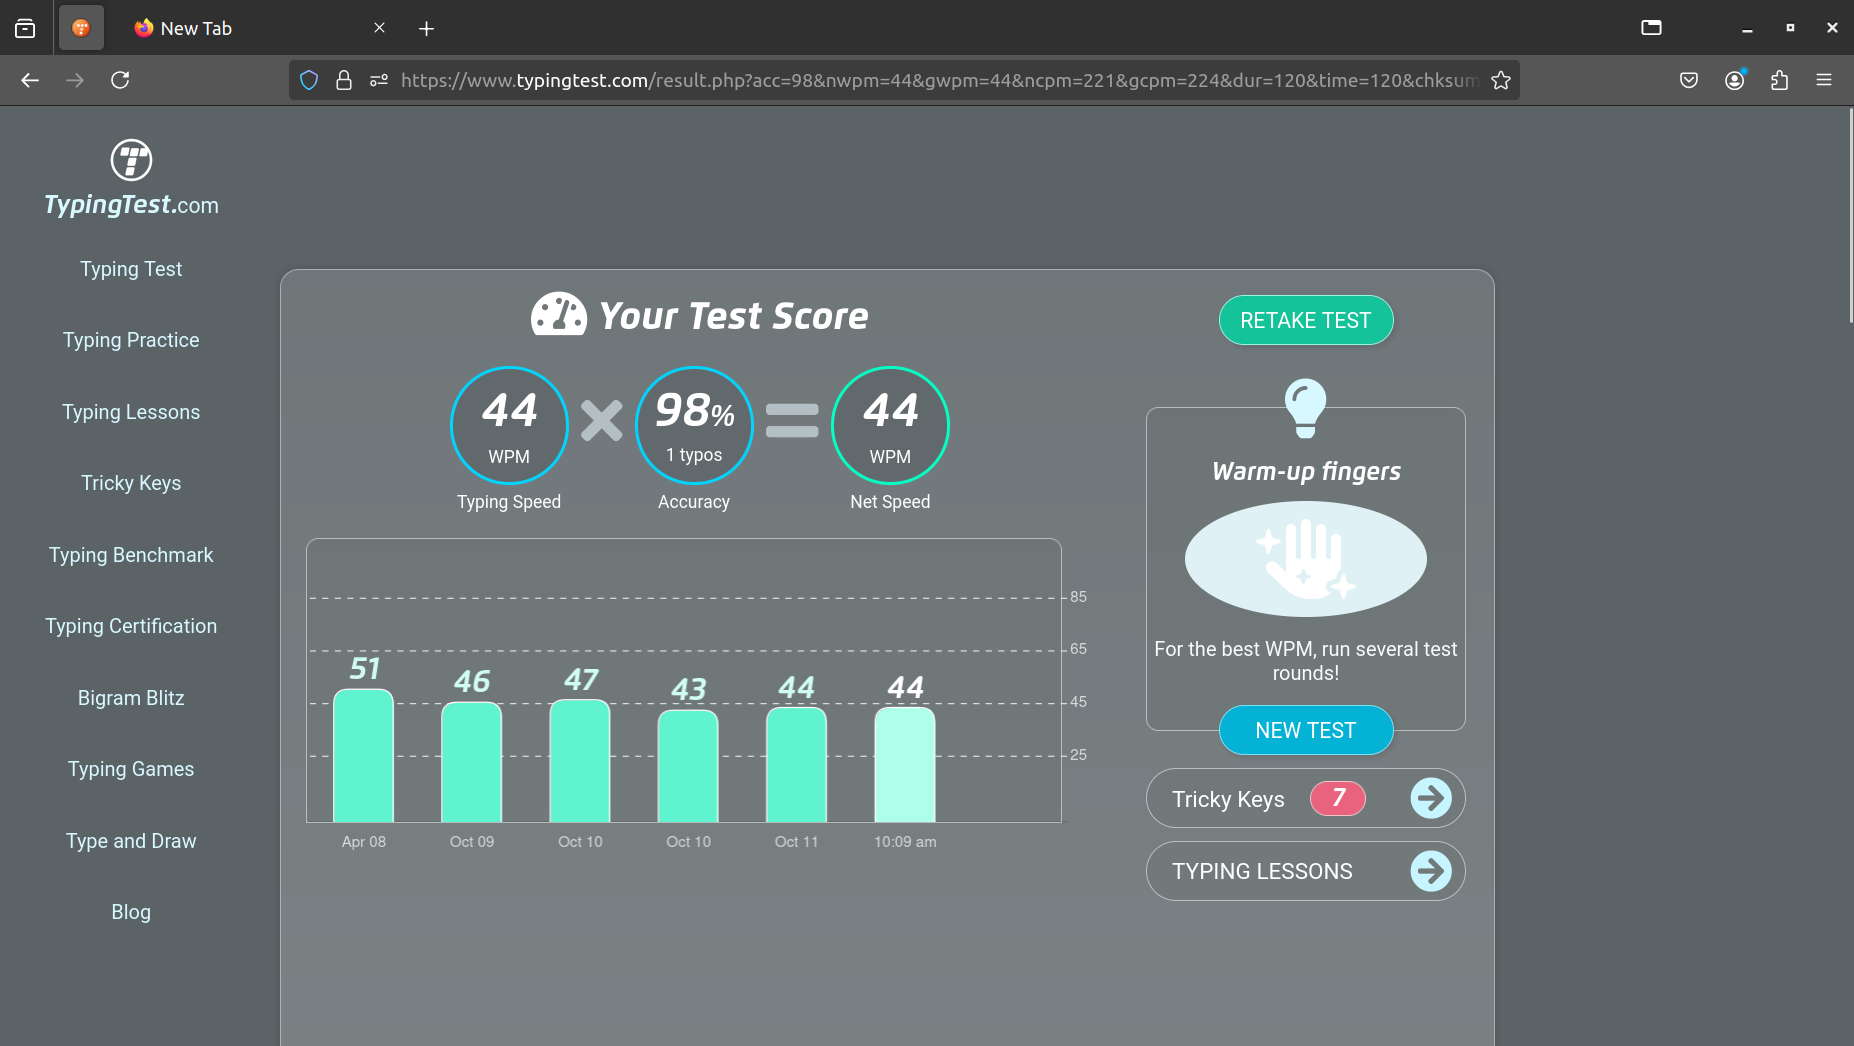 New Tab
https://www.typingtest.com/result.php?acc=98&nwpm=44&gwpm=44&ncpm=221&gcpm=224&dur=120&time=120&chksum
TypingTest.com
Typing Test
Typing Practice
Typing Lessons
Tricky Keys
Typing Benchmark
Typing Certification
Bigram Blitz
Typing Games
Type and Draw
Blog
Your Test Score
44
WPM
Typing Speed
98%
1 typos
Accuracy
44
WPM
Net Speed
85
65
45
25
51
46
47
43
44
44
Apr 08
Oct 09
Oct 10
Oct 10
Oct 11
10:09 am
RETAKE TEST
Warm-up fingers
For the best WPM, run several test
rounds!
NEW TEST
Tricky Keys 7
TYPING LESSONS